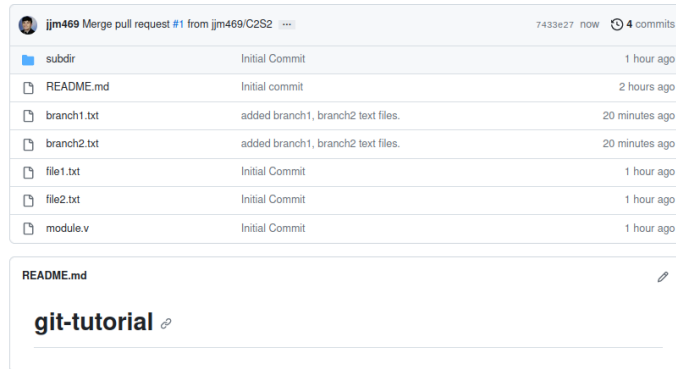 jjm469 Merge pull request #1 from jjm469/C2S2 ... 7433e27 now 4 commits
subdir Initial Commit 1 hour ago
README.md Initial commit 2 hours ago
branch1.txt added branch1, branch2 text files. 20 minutes ago
branch2.txt added branch1, branch2 text files. 20 minutes ago
file1.txt Initial Commit 1 hour ago
file2.txt Initial Commit 1 hour ago
module.v Initial Commit 1 hour ago
README.md
git-tutorial